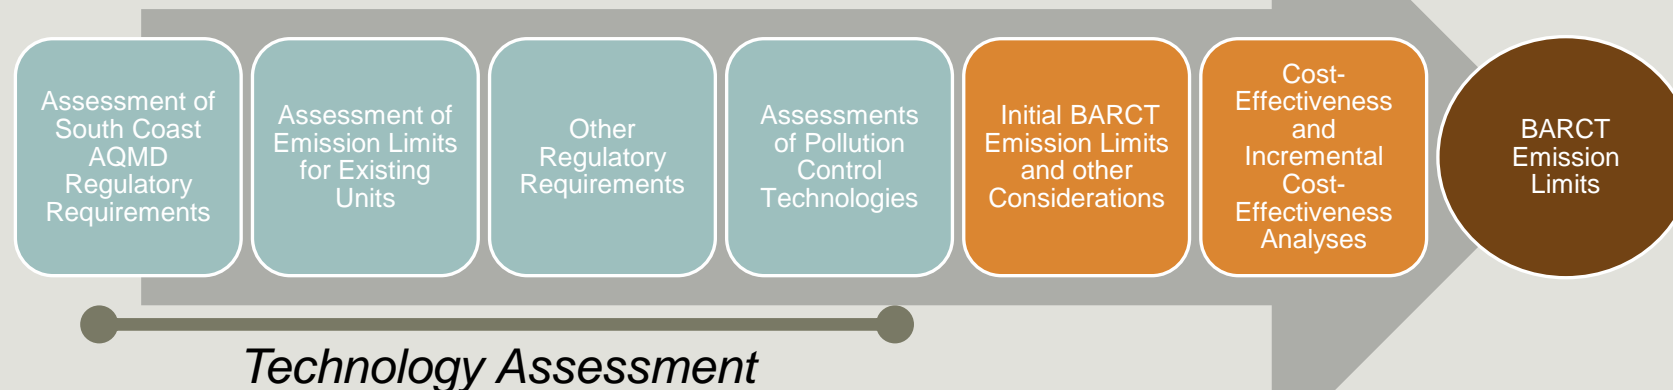 Assessment of
South Coast
AQMD
Regulatory
Requirements
Assessment of
Emission Limits
for Existing
Units
Other
Regulatory
Requirements
Assessments
of Pollution
Control
Technologies
Initial BARCT
Emission Limits
and other
Considerations
Cost-
Effectiveness
and
Incremental
Cost-
Effectiveness
Analyses
BARCT
Emission
Limits
Technology Assessment